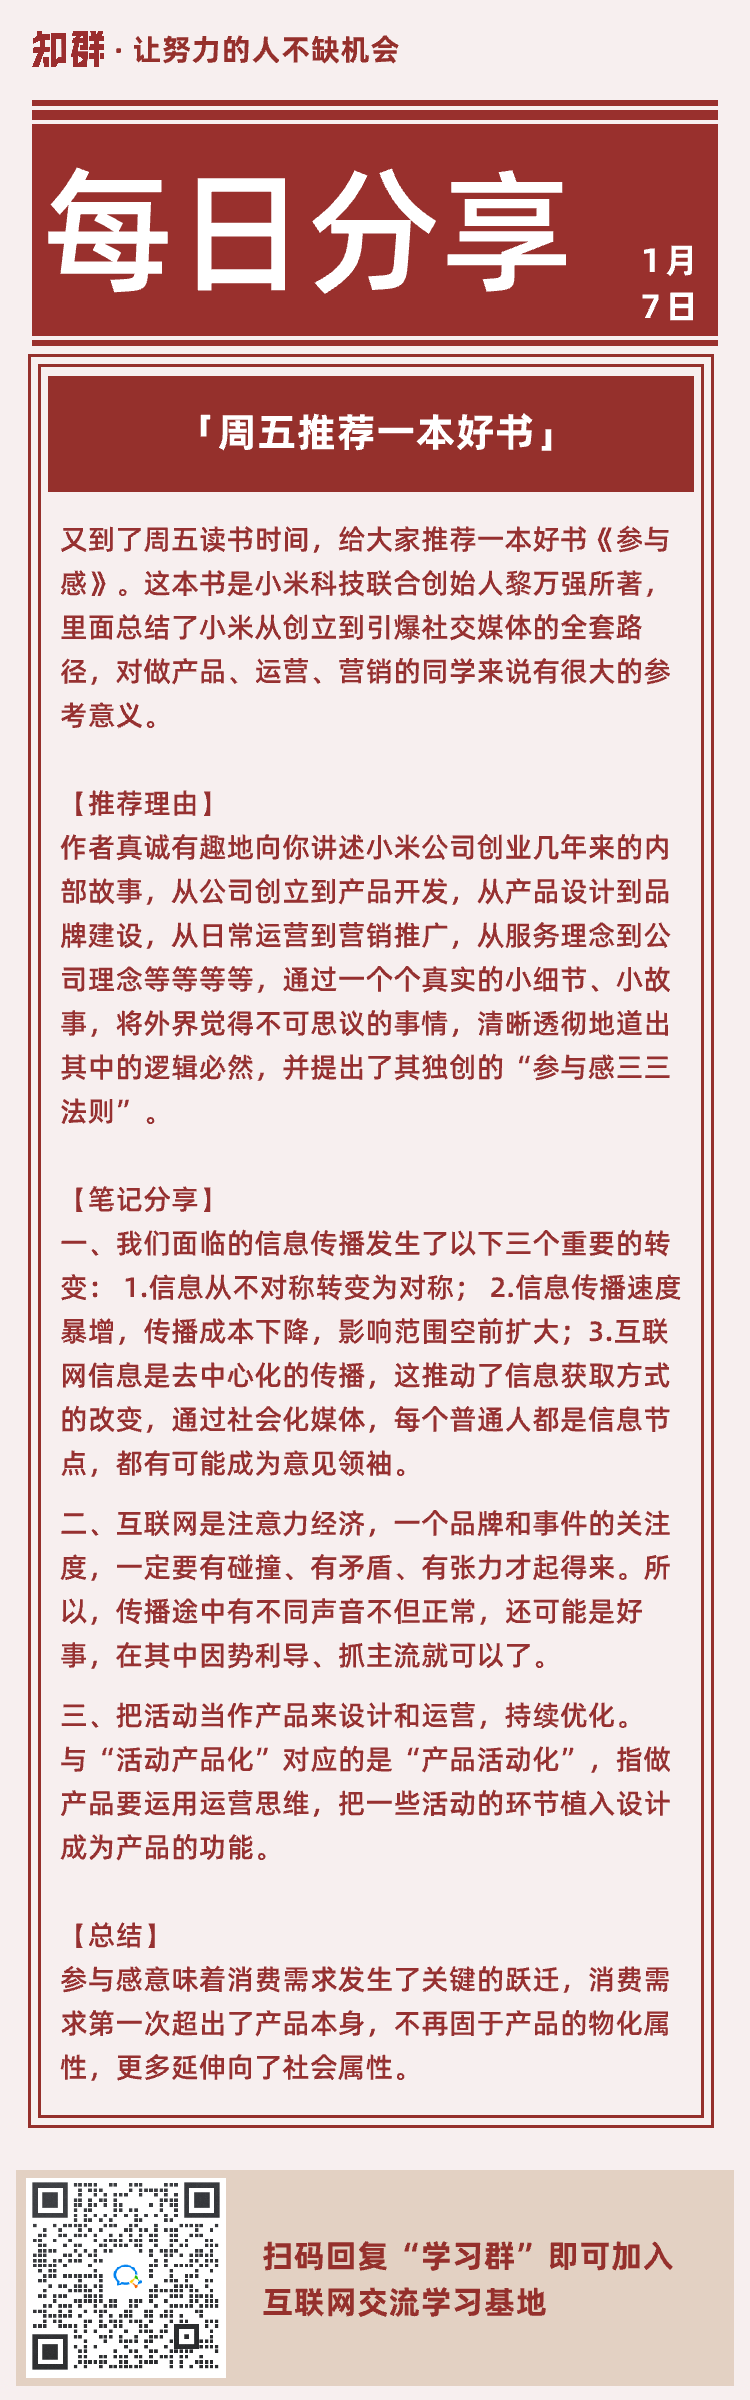 知群 · 让努力的人不缺机会
每日分享
1月
7日
「周五推荐一本好书」
又到了周五读书时间，给大家推荐一本好书《参与
感》。这本书是小米科技联合创始人黎万强所著，
里面总结了小米从创立到引爆社交媒体的全套路
径，对做产品、运营、营销的同学来说有很大的参
考意义。
【推荐理由】
作者真诚有趣地向你讲述小米公司创业几年来的内
部故事，从公司创立到产品开发，从产品设计到品
牌建设，从日常运营到营销推广，从服务理念到公
司理念等等等等，通过一个个真实的小细节、小故
事，将外界觉得不可思议的事情，清晰透彻地道出
其中的逻辑必然，并提出了其独创的“参与感三三
法则”。
【笔记分享】
一、我们面临的信息传播发生了以下三个重要的转
变： 1.信息从不对称转变为对称； 2.信息传播速度
暴增，传播成本下降，影响范围空前扩大；3.互联
网信息是去中心化的传播，这推动了信息获取方式
的改变，通过社会化媒体，每个普通人都是信息节
点，都有可能成为意见领袖。
二、互联网是注意力经济，一个品牌和事件的关注
度，一定要有碰撞、有矛盾、有张力才起得来。所
以，传播途中有不同声音不但正常，还可能是好
事，在其中因势利导、抓主流就可以了。
三、把活动当作产品来设计和运营，持续优化。
与“活动产品化”对应的是“产品活动化”，指做
产品要运用运营思维，把一些活动的环节植入设计
成为产品的功能。
【总结】
参与感意味着消费需求发生了关键的跃迁，消费需
求第一次超出了产品本身，不再固于产品的物化属
性，更多延伸向了社会属性。
扫码回复“学习群”即可加入
互联网交流学习基地